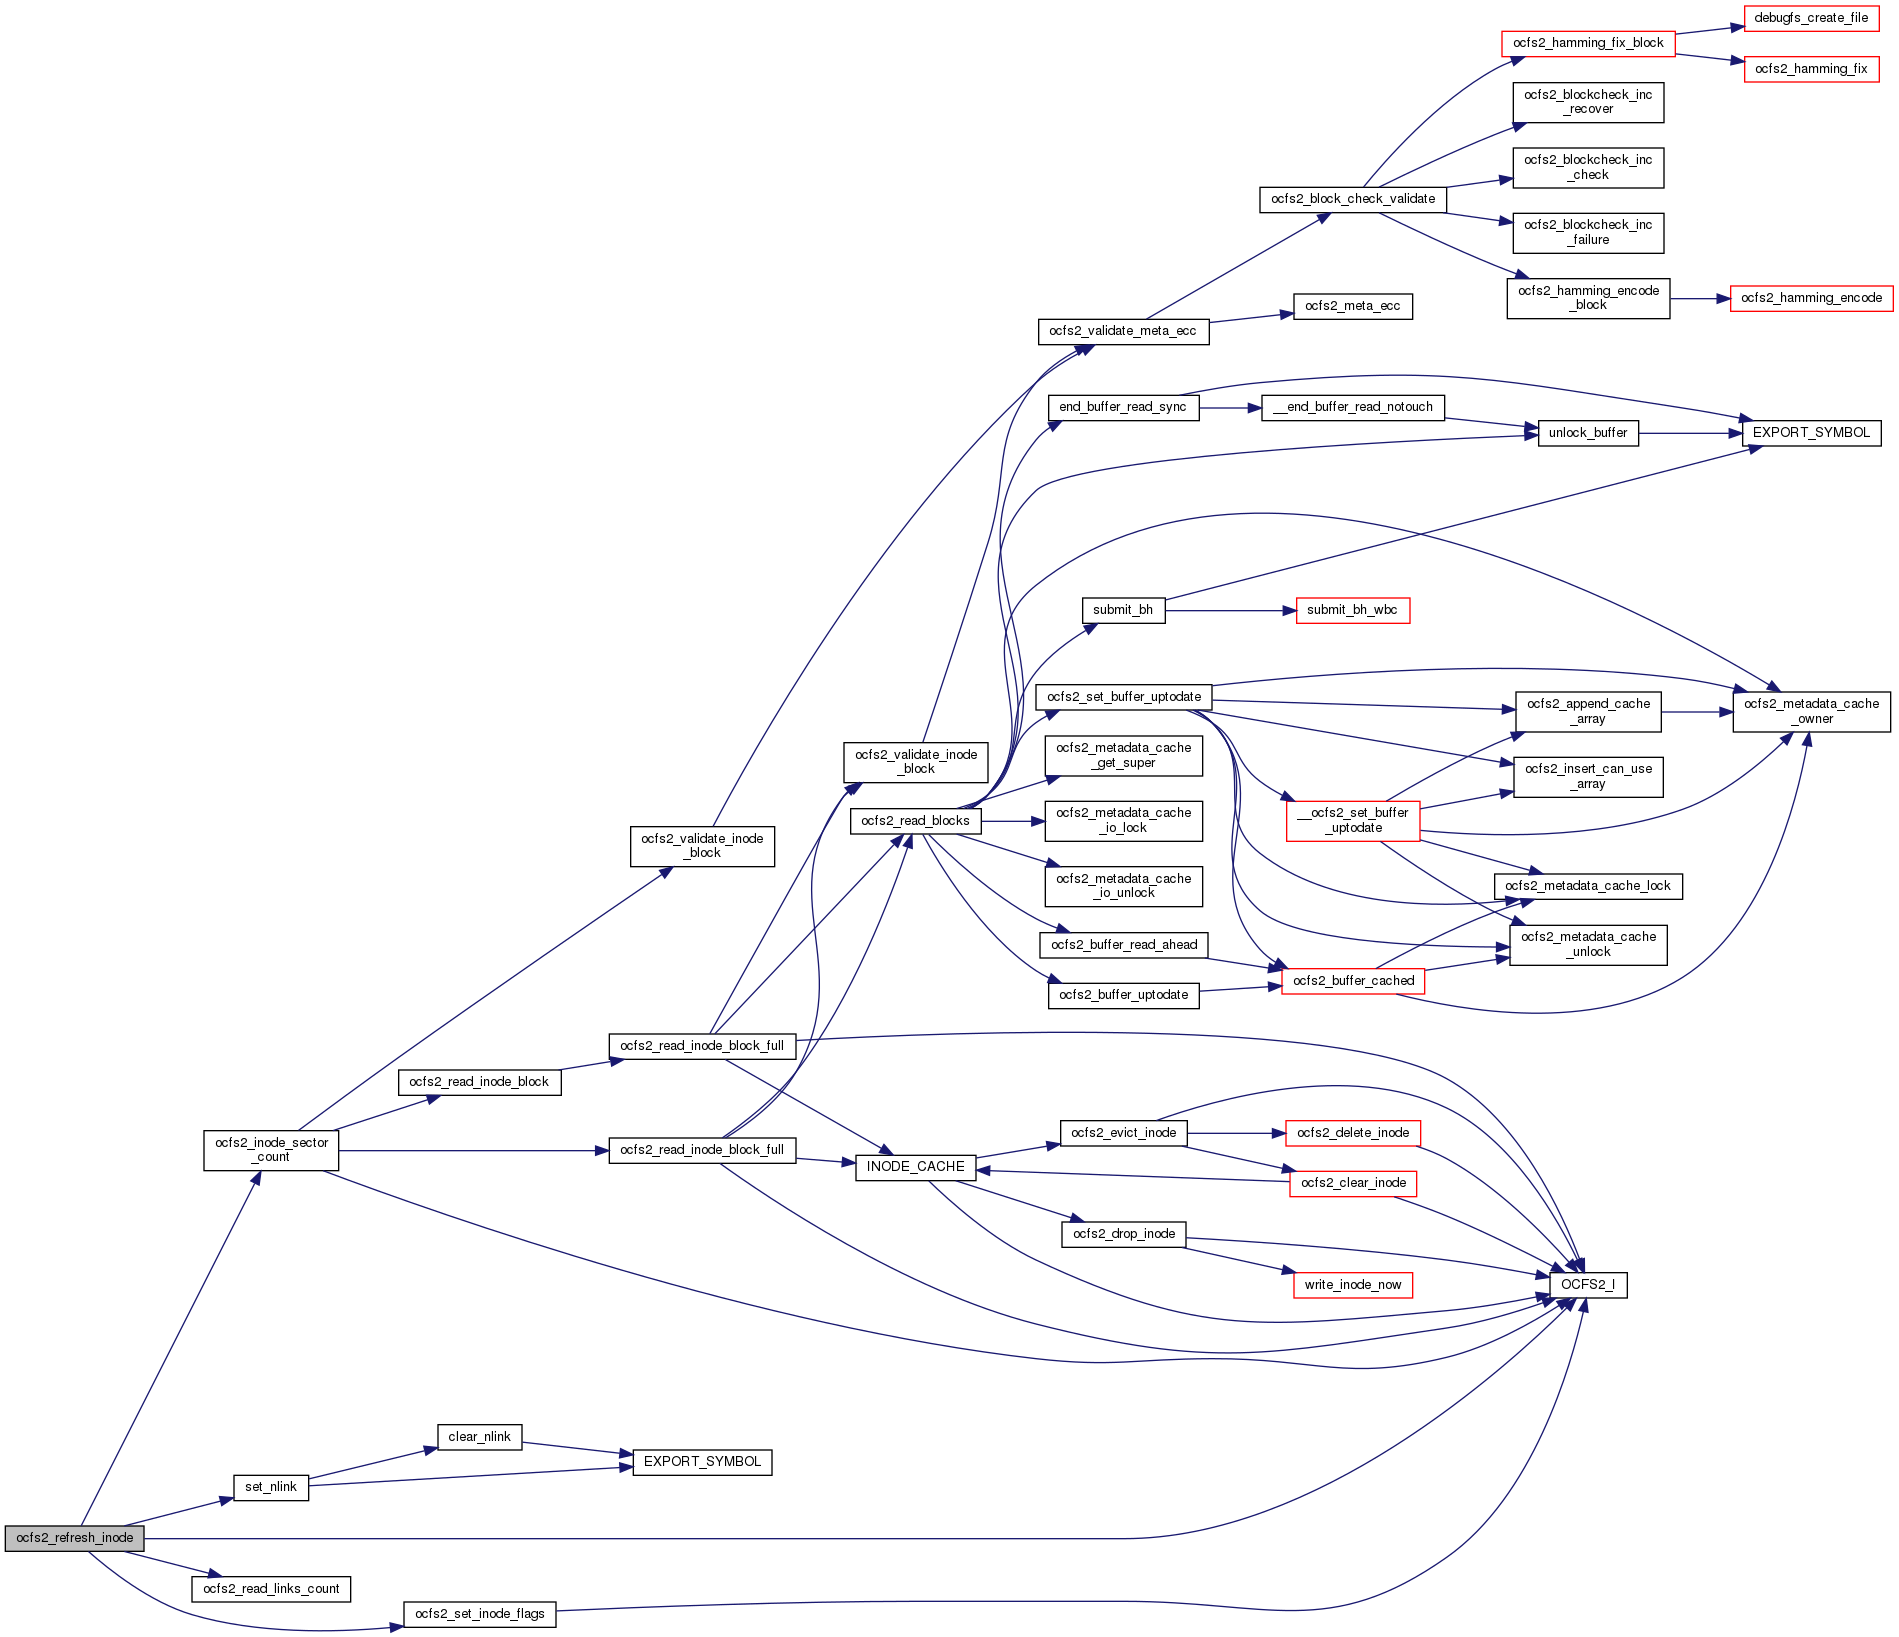 debugfs_create_file
ocfs2_hamming_fix_block
ocfs2_hamming_fix
ocfs2_blockcheck_inc
_recover
ocfs2_blockcheck_inc
_check
ocfs2_block_check_validate
ocfs2_blockcheck_inc
_failure
ocfs2_hamming_encode
_block
ocfs2_hamming_encode
ocfs2_meta_ecc
ocfs2_validate_meta_ecc
end_buffer_read_sync
__end_buffer_read_notouch
unlock_buffer
EXPORT_SYMBOL
submit_bh
submit_bh_wbc
ocfs2_set_buffer_uptodate
ocfs2_append_cache
_array
ocfs2_metadata_cache
_owner
ocfs2_validate_inode
_block
ocfs2_metadata_cache
_get_super
ocfs2_insert_can_use
_array
ocfs2_read_blocks
ocfs2_metadata_cache
_io_lock
__ocfs2_set_buffer
_uptodate
ocfs2_validate_inode
_block
ocfs2_metadata_cache
_io_unlock
ocfs2_metadata_cache_lock
ocfs2_buffer_read_ahead
ocfs2_metadata_cache
_unlock
ocfs2_buffer_cached
ocfs2_buffer_uptodate
ocfs2_read_inode_block_full
ocfs2_read_inode_block
ocfs2_inode_sector
_count
ocfs2_read_inode_block_full
ocfs2_evict_inode
ocfs2_delete_inode
INODE_CACHE
ocfs2_clear_inode
ocfs2_drop_inode
write_inode_now
OCFS2_I
clear_nlink
EXPORT_SYMBOL
set_nlink
ocfs2_refresh_inode
ocfs2_read_links_count
ocfs2_set_inode_flags